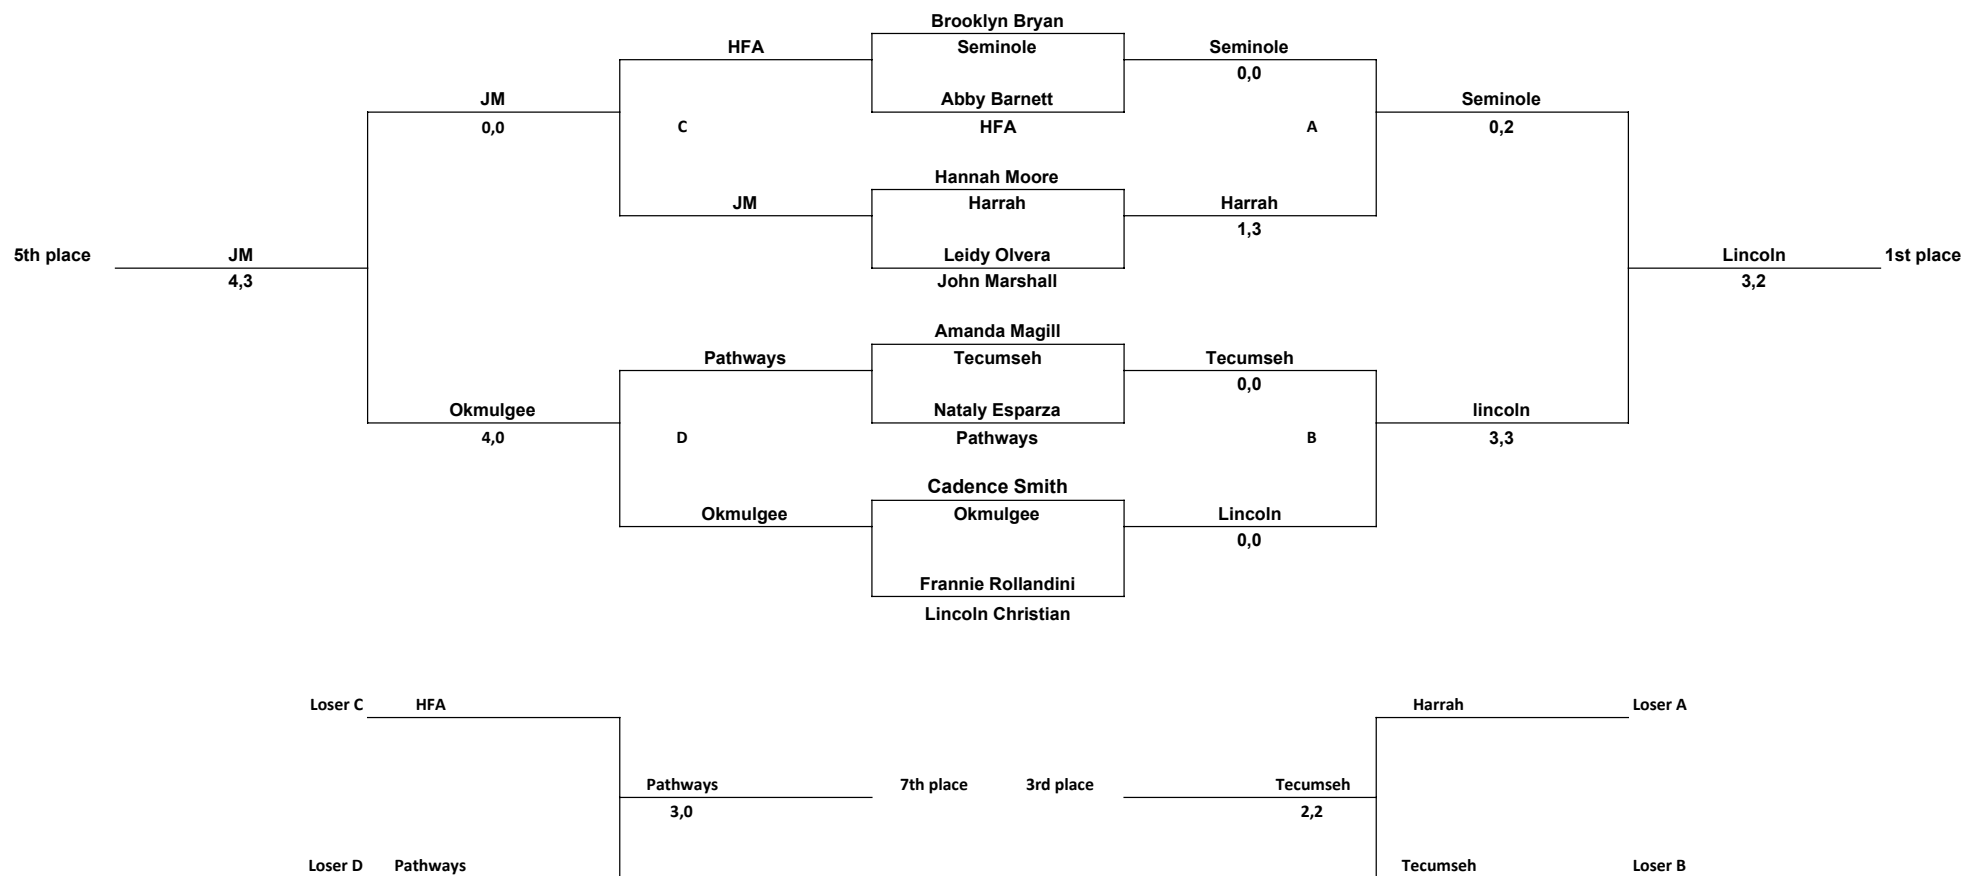 Brooklyn Bryan
HFA Seminole Seminole
0,0
JM Abby Barnett Seminole
0,0 C HFA A 0,2
Hannah Moore
JM Harrah Harrah
1,3
5th place JM Leidy Olvera Lincoln 1st place
4,3 John Marshall 3,2
Amanda Magill
Pathways Tecumseh Tecumseh
0,0
Okmulgee Nataly Esparza lincoln
4,0 D Pathways B 3,3
Cadence Smith
Okmulgee Okmulgee Lincoln
0,0
Frannie Rollandini
Lincoln Christian
Loser C HFA Harrah Loser A
Pathways 7th place 3rd place Tecumseh
3,0 2,2
Loser D Pathways Tecumseh Loser B